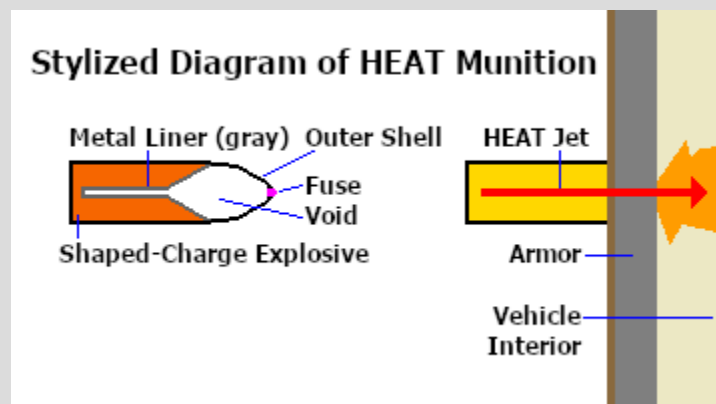 Stylized Diagram of HEAT Munition
Metal Liner (gray)
Outer Shell
HEAT Jet
Fuse
Void
Shaped-Charge Explosive
Armor
Vehicle
Interior